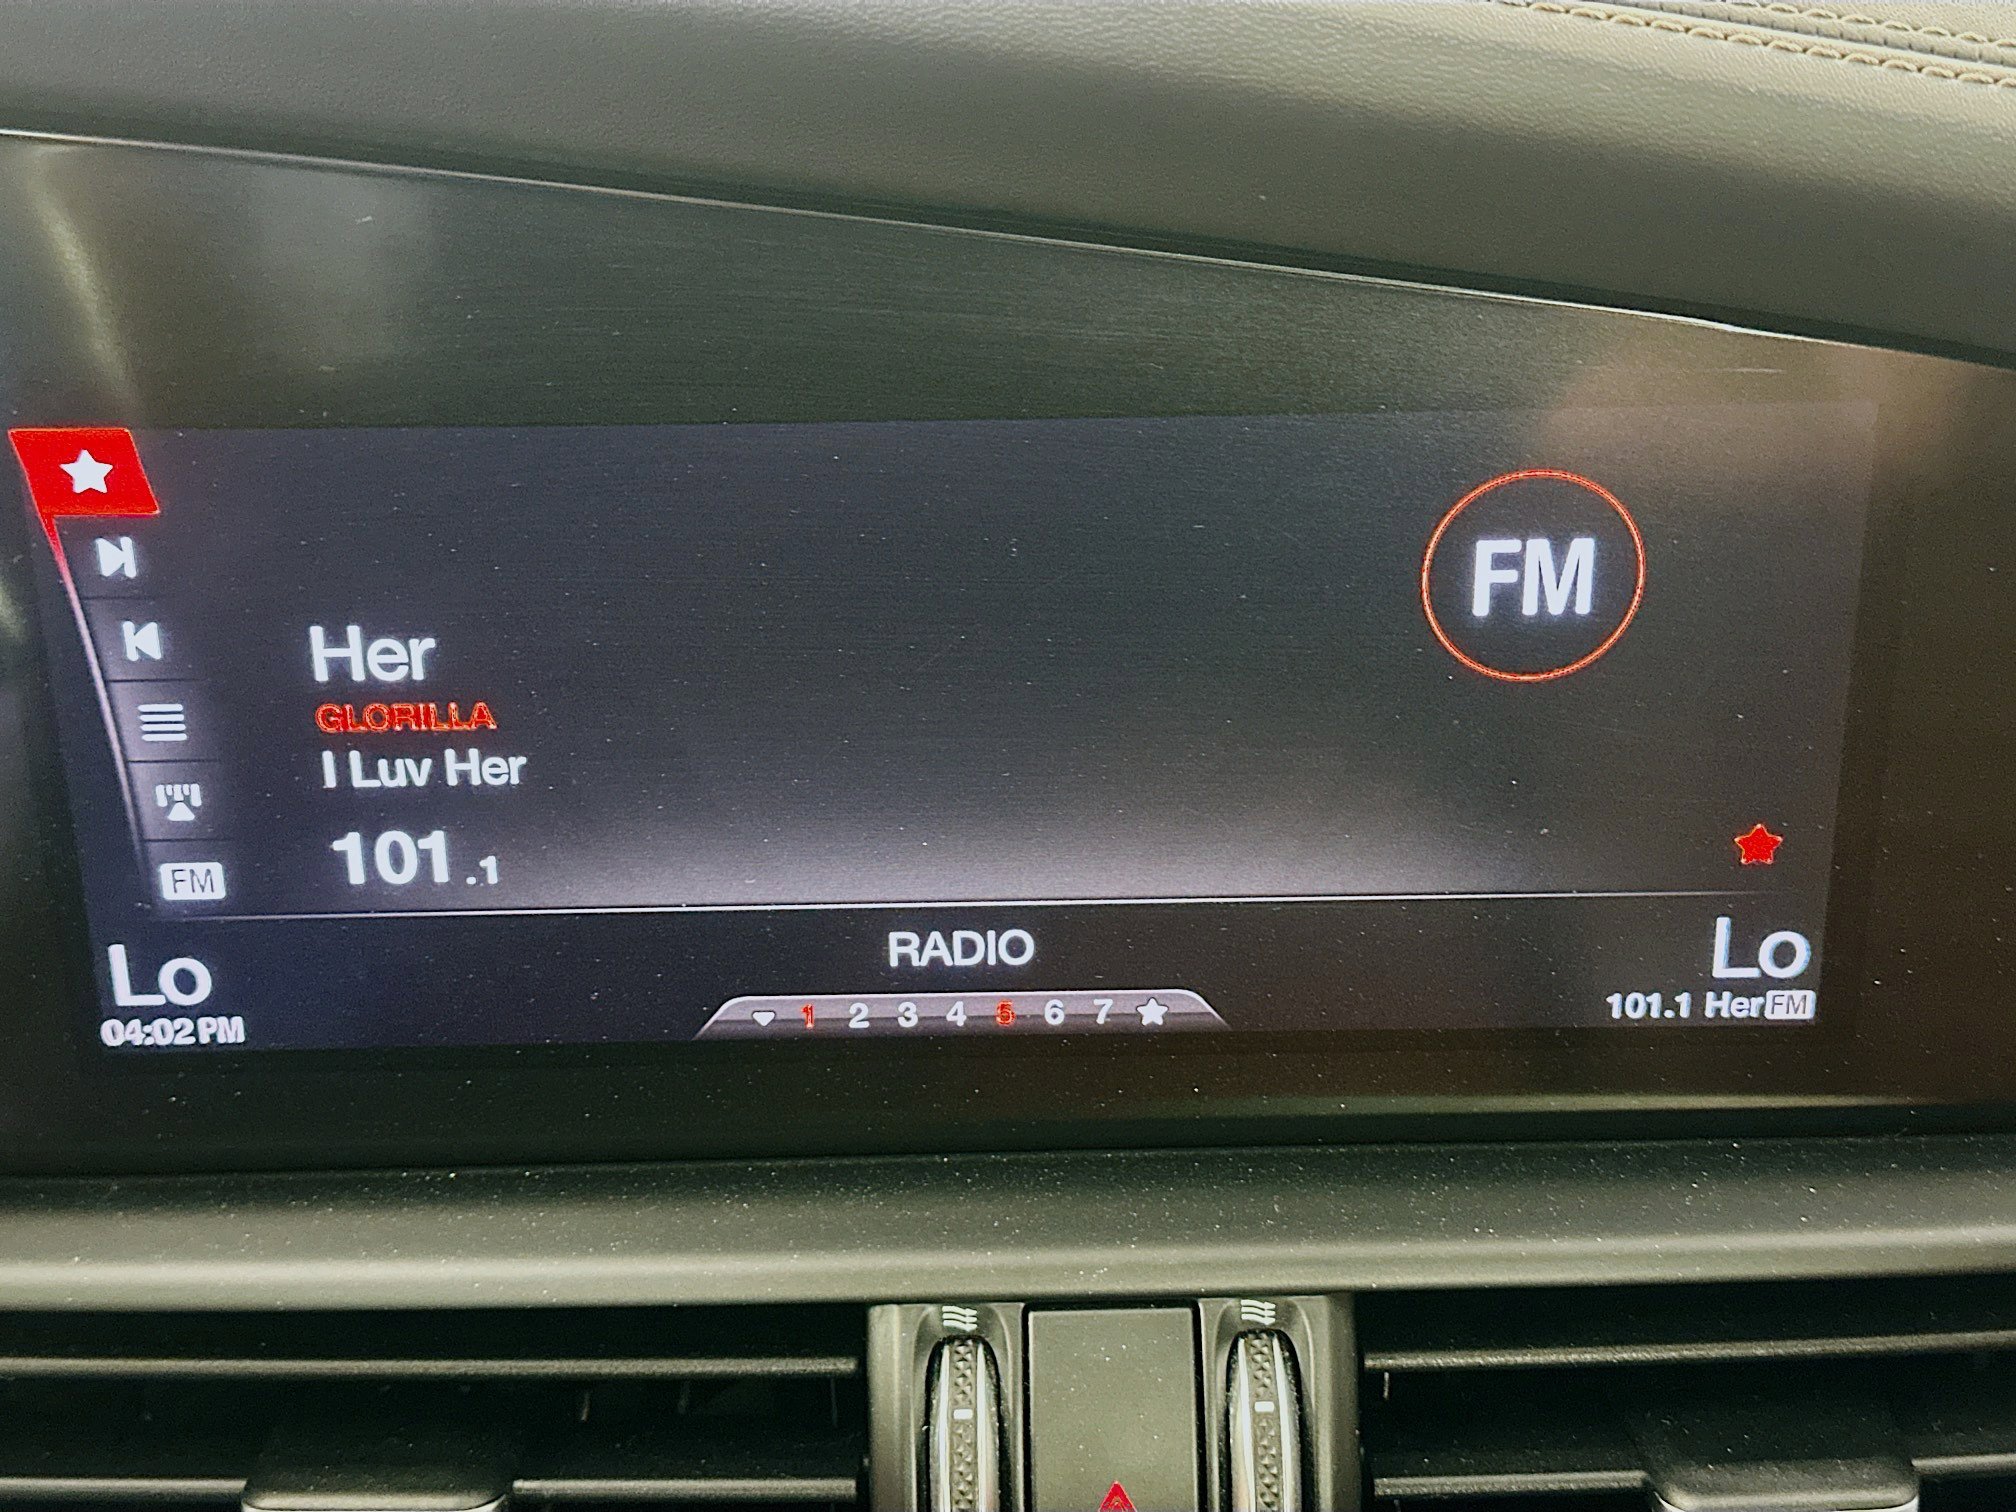 FM
Her
GLORILLA
I Luv Her
101.1
FM
RADIO
Lo
Lo
04:02 PM
1 2 3 4 5 6 7
101.1 Her FM